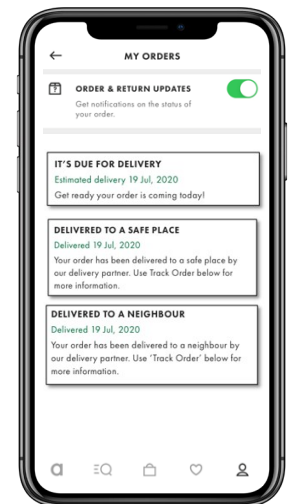 MY ORDERS
ORDER & RETURN UPDATES
Get notifications on the status of
your order.
IT'S DUE FOR DELIVERY
Estimated delivery 19 Jul, 2020
Get ready your order is coming today!
DELIVERED TO A SAFE PLACE
Delivered 19 Jul, 2020
Your order has been delivered to a safe place by
our delivery partner. Use Track Order below for
more information.
DELIVERED TO A NEIGHBOUR
Delivered 19 Jul, 2020
Your order has been delivered to a neighbour by
our delivery partner. Use 'Track Order' below for
more information.